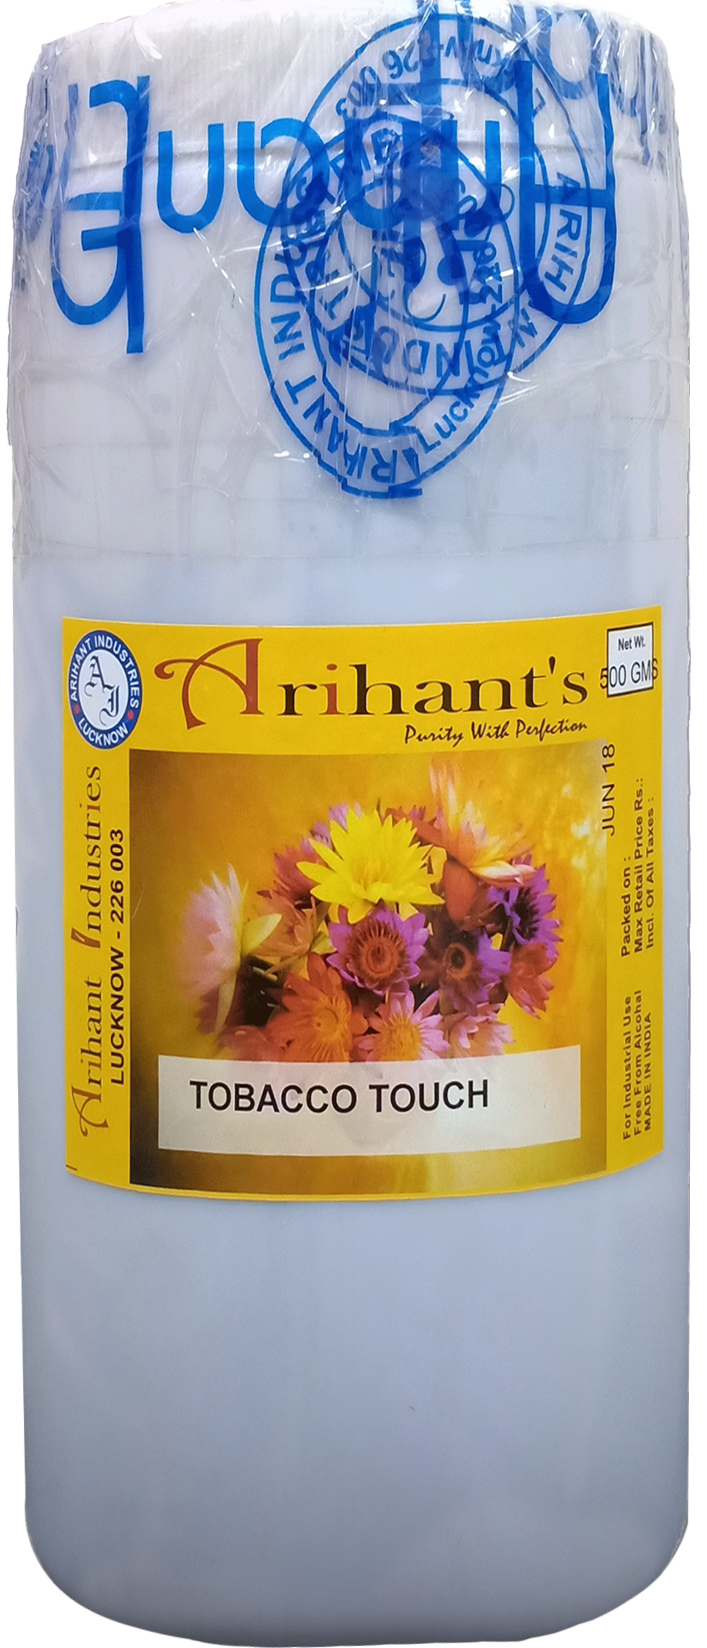 Arihant
ARIHANT INDUSTRIES
LUCKNOW
AI
Arihant's
Purity With Perfection
Net Wt.
500 GMS
Arihant Industries
LUCKNOW - 226 003
JUN 18
Packed on :
Max Retail Price Rs.:
Incl. Of All Taxes :
For Industrial Use
Free From Alcohal
MADE IN INDIA
TOBACCO TOUCH